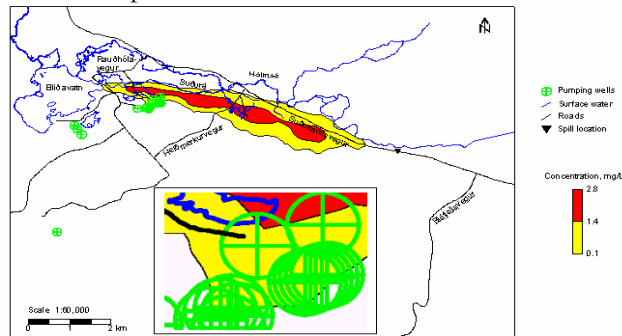 N
Rauðhóla-
vegur
Hólmsá
Suðurá
Elliðavatn
Suðurlandsvegur
Heiðmerkurvegur
Bláfjallavegur
Pumping wells
Surface water
Roads
Spill location
Concentration, mg/l
2.8
1.4
0.1
Scale 1:60,000
0
2 km